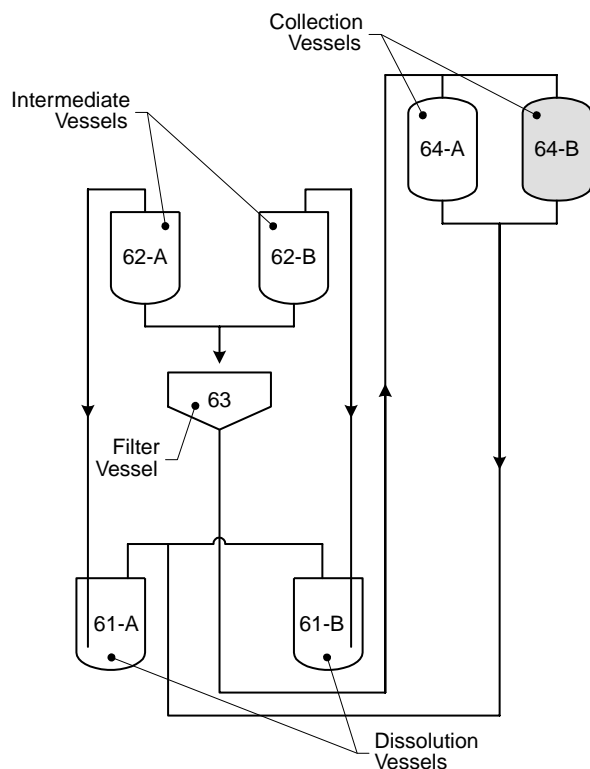 Collection
Vessels
Intermediate
Vessels
64-A
64-B
62-A
62-B
63
Filter
Vessel
61-A
61-B
Dissolution
Vessels